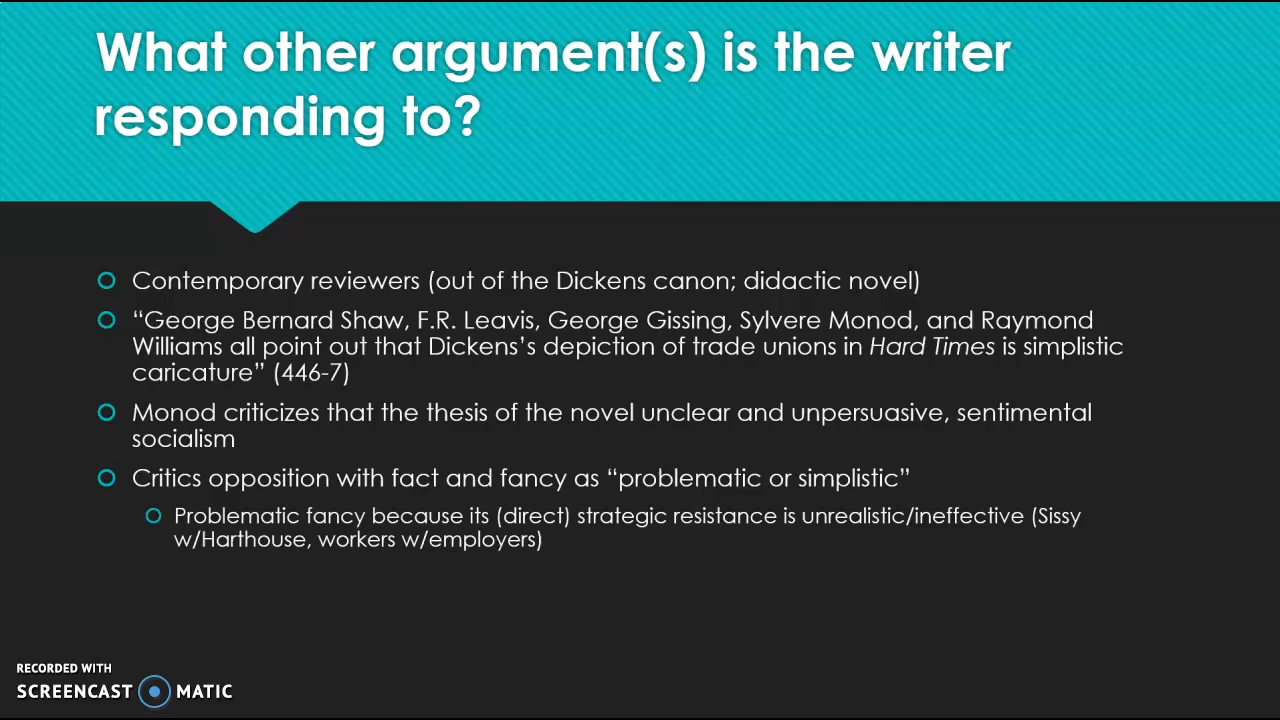 What other argument(s) is the writer
responding to?
Contemporary reviewers (out of the Dickens canon; didactic novel)
“George Bernard Shaw, F.R. Leavis, George Gissing, Sylvere Monod, and Raymond
Williams all point out that Dickens’s depiction of trade unions in Hard Times is simplistic
caricature” (446-7)
Monod criticizes that the thesis of the novel unclear and unpersuasive, sentimental
socialism
Critics opposition with fact and fancy as “problematic or simplistic”
Problematic fancy because its (direct) strategic resistance is unrealistic/ineffective (Sissy
w/Harthouse, workers w/employers)
RECORDED WITH
SCREENCAST MATIC